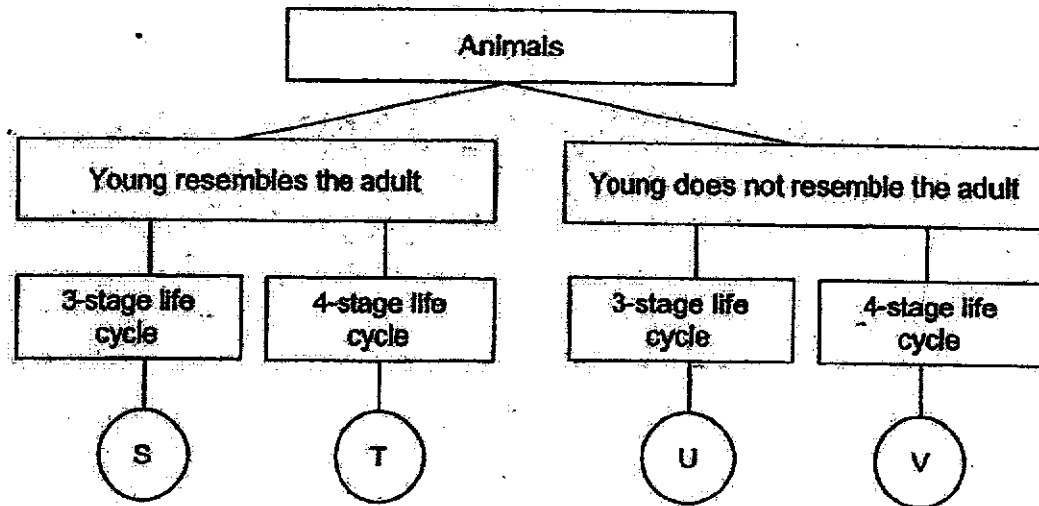 Animals
Young resembles the adult
Young does not resemble the adult
3-stage life
cycle
4-stage life
cycle
3-stage life
cycle
4-stage life
cycle
S
T
U
V